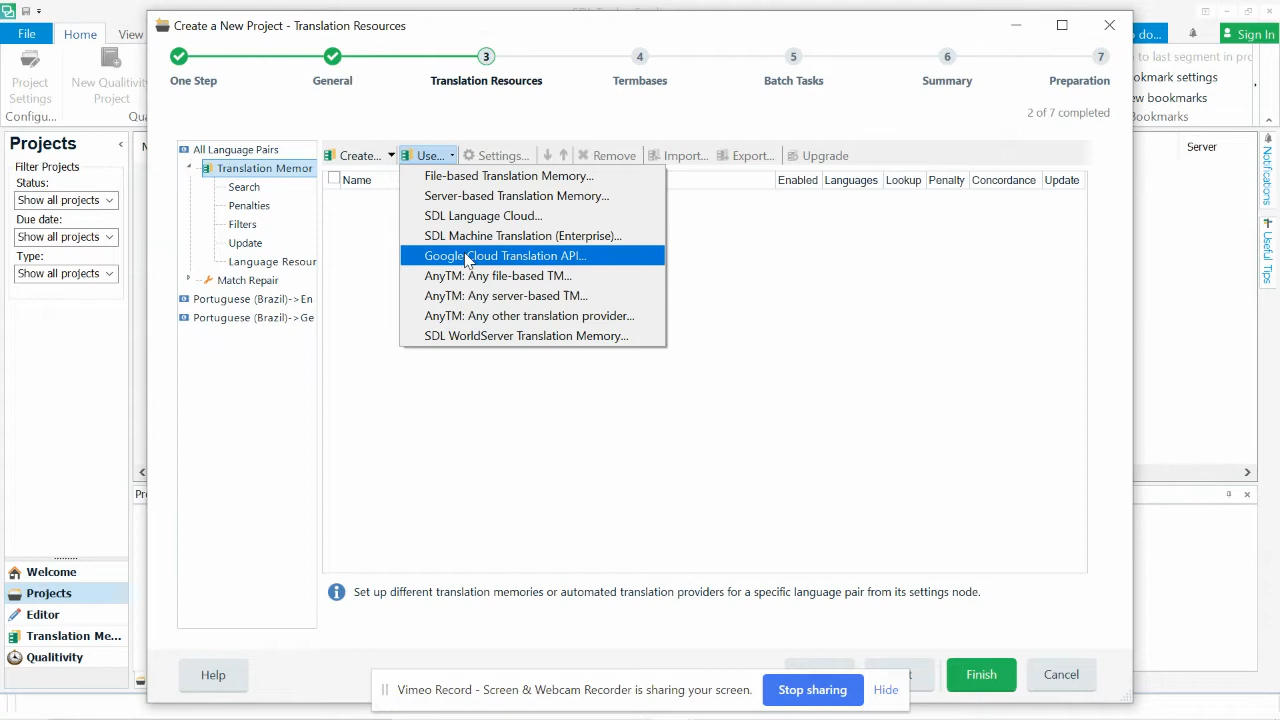 Create a New Project - Translation Resources
File
Home
View
do...
Sign In
Project
Settings
New Qualitivity
Project
Configu...
Qua
to last segment in pro
ookmark settings
ew bookmarks
Bookmarks
3
4
5
6
7
One Step
General
Translation Resources
Termbases
Batch Tasks
Summary
Preparation
2 of 7 completed
Projects
Filter Projects
Status:
Show all projects
Due date:
Show all projects
Type:
Show all projects
All Language Pairs
Translation Memor
Search
Penalties
Filters
Update
Language Resour
Match Repair
Portuguese (Brazil)->En
Portuguese (Brazil)->Ge
Create...
Use...
Settings...
Remove
Import...
Export...
Upgrade
Name
Enabled
Languages
Lookup
Penalty
Concordance
Update
File-based Translation Memory...
Server-based Translation Memory...
SDL Language Cloud...
SDL Machine Translation (Enterprise)...
Google Cloud Translation API...
AnyTM: Any file-based TM...
AnyTM: Any server-based TM...
AnyTM: Any other translation provider...
SDL WorldServer Translation Memory...
Server
Notifications
Useful Tips
Set up different translation memories or automated translation providers for a specific language pair from its settings node.
Welcome
Projects
Editor
Translation Me...
Qualitivity
Help
Finish
Cancel
Vimeo Record - Screen & Webcam Recorder is sharing your screen.
Stop sharing
Hide